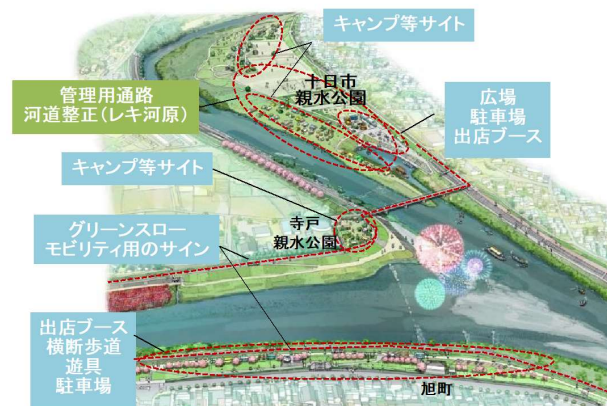 キャンプ等サイト
十日市
親水公園
管理用通路
河道整正(レキ河原)
広場
駐車場
出店ブース
キャンプ等サイト
寺戸
親水公園
グリーンスロー
モビリティ用のサイン
出店ブース
横断歩道
遊具
駐車場
旭町